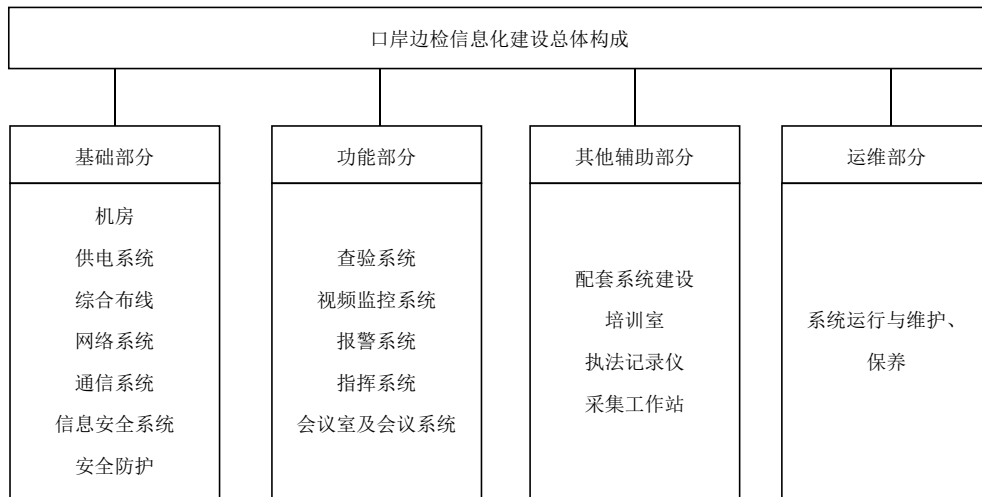 口岸边检信息化建设总体构成
基础部分
机房
供电系统
综合布线
网络系统
通信系统
信息安全系统
安全防护
功能部分
查验系统
视频监控系统
报警系统
指挥系统
会议室及会议系统
其他辅助部分
配套系统建设
培训室
执法记录仪
采集工作站
运维部分
系统运行与维护、
保养